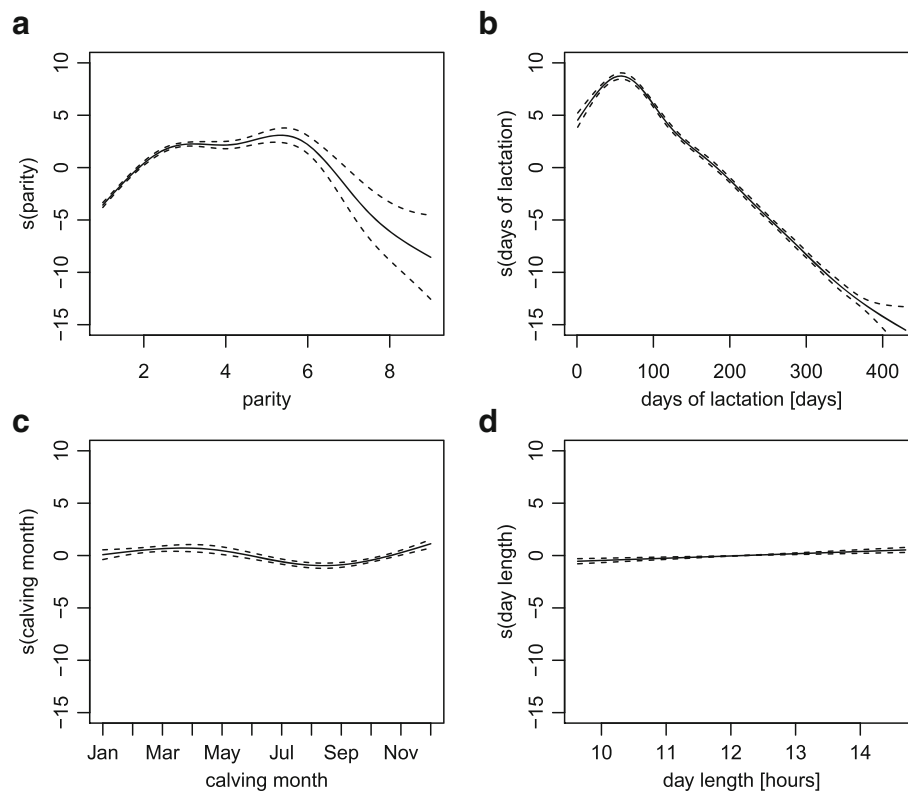 a
10
5
0
−5
−10
−15
s(parity)
2 4 6 8
parity
b
10
5
0
−5
−10
−15
s(days of lactation)
0 100 200 300 400
days of lactation [days]
c
10
5
0
−5
−10
−15
s(calving month)
Jan Mar May Jul Sep Nov
calving month
d
10
5
0
−5
−10
−15
s(day length)
10 11 12 13 14
day length [hours]